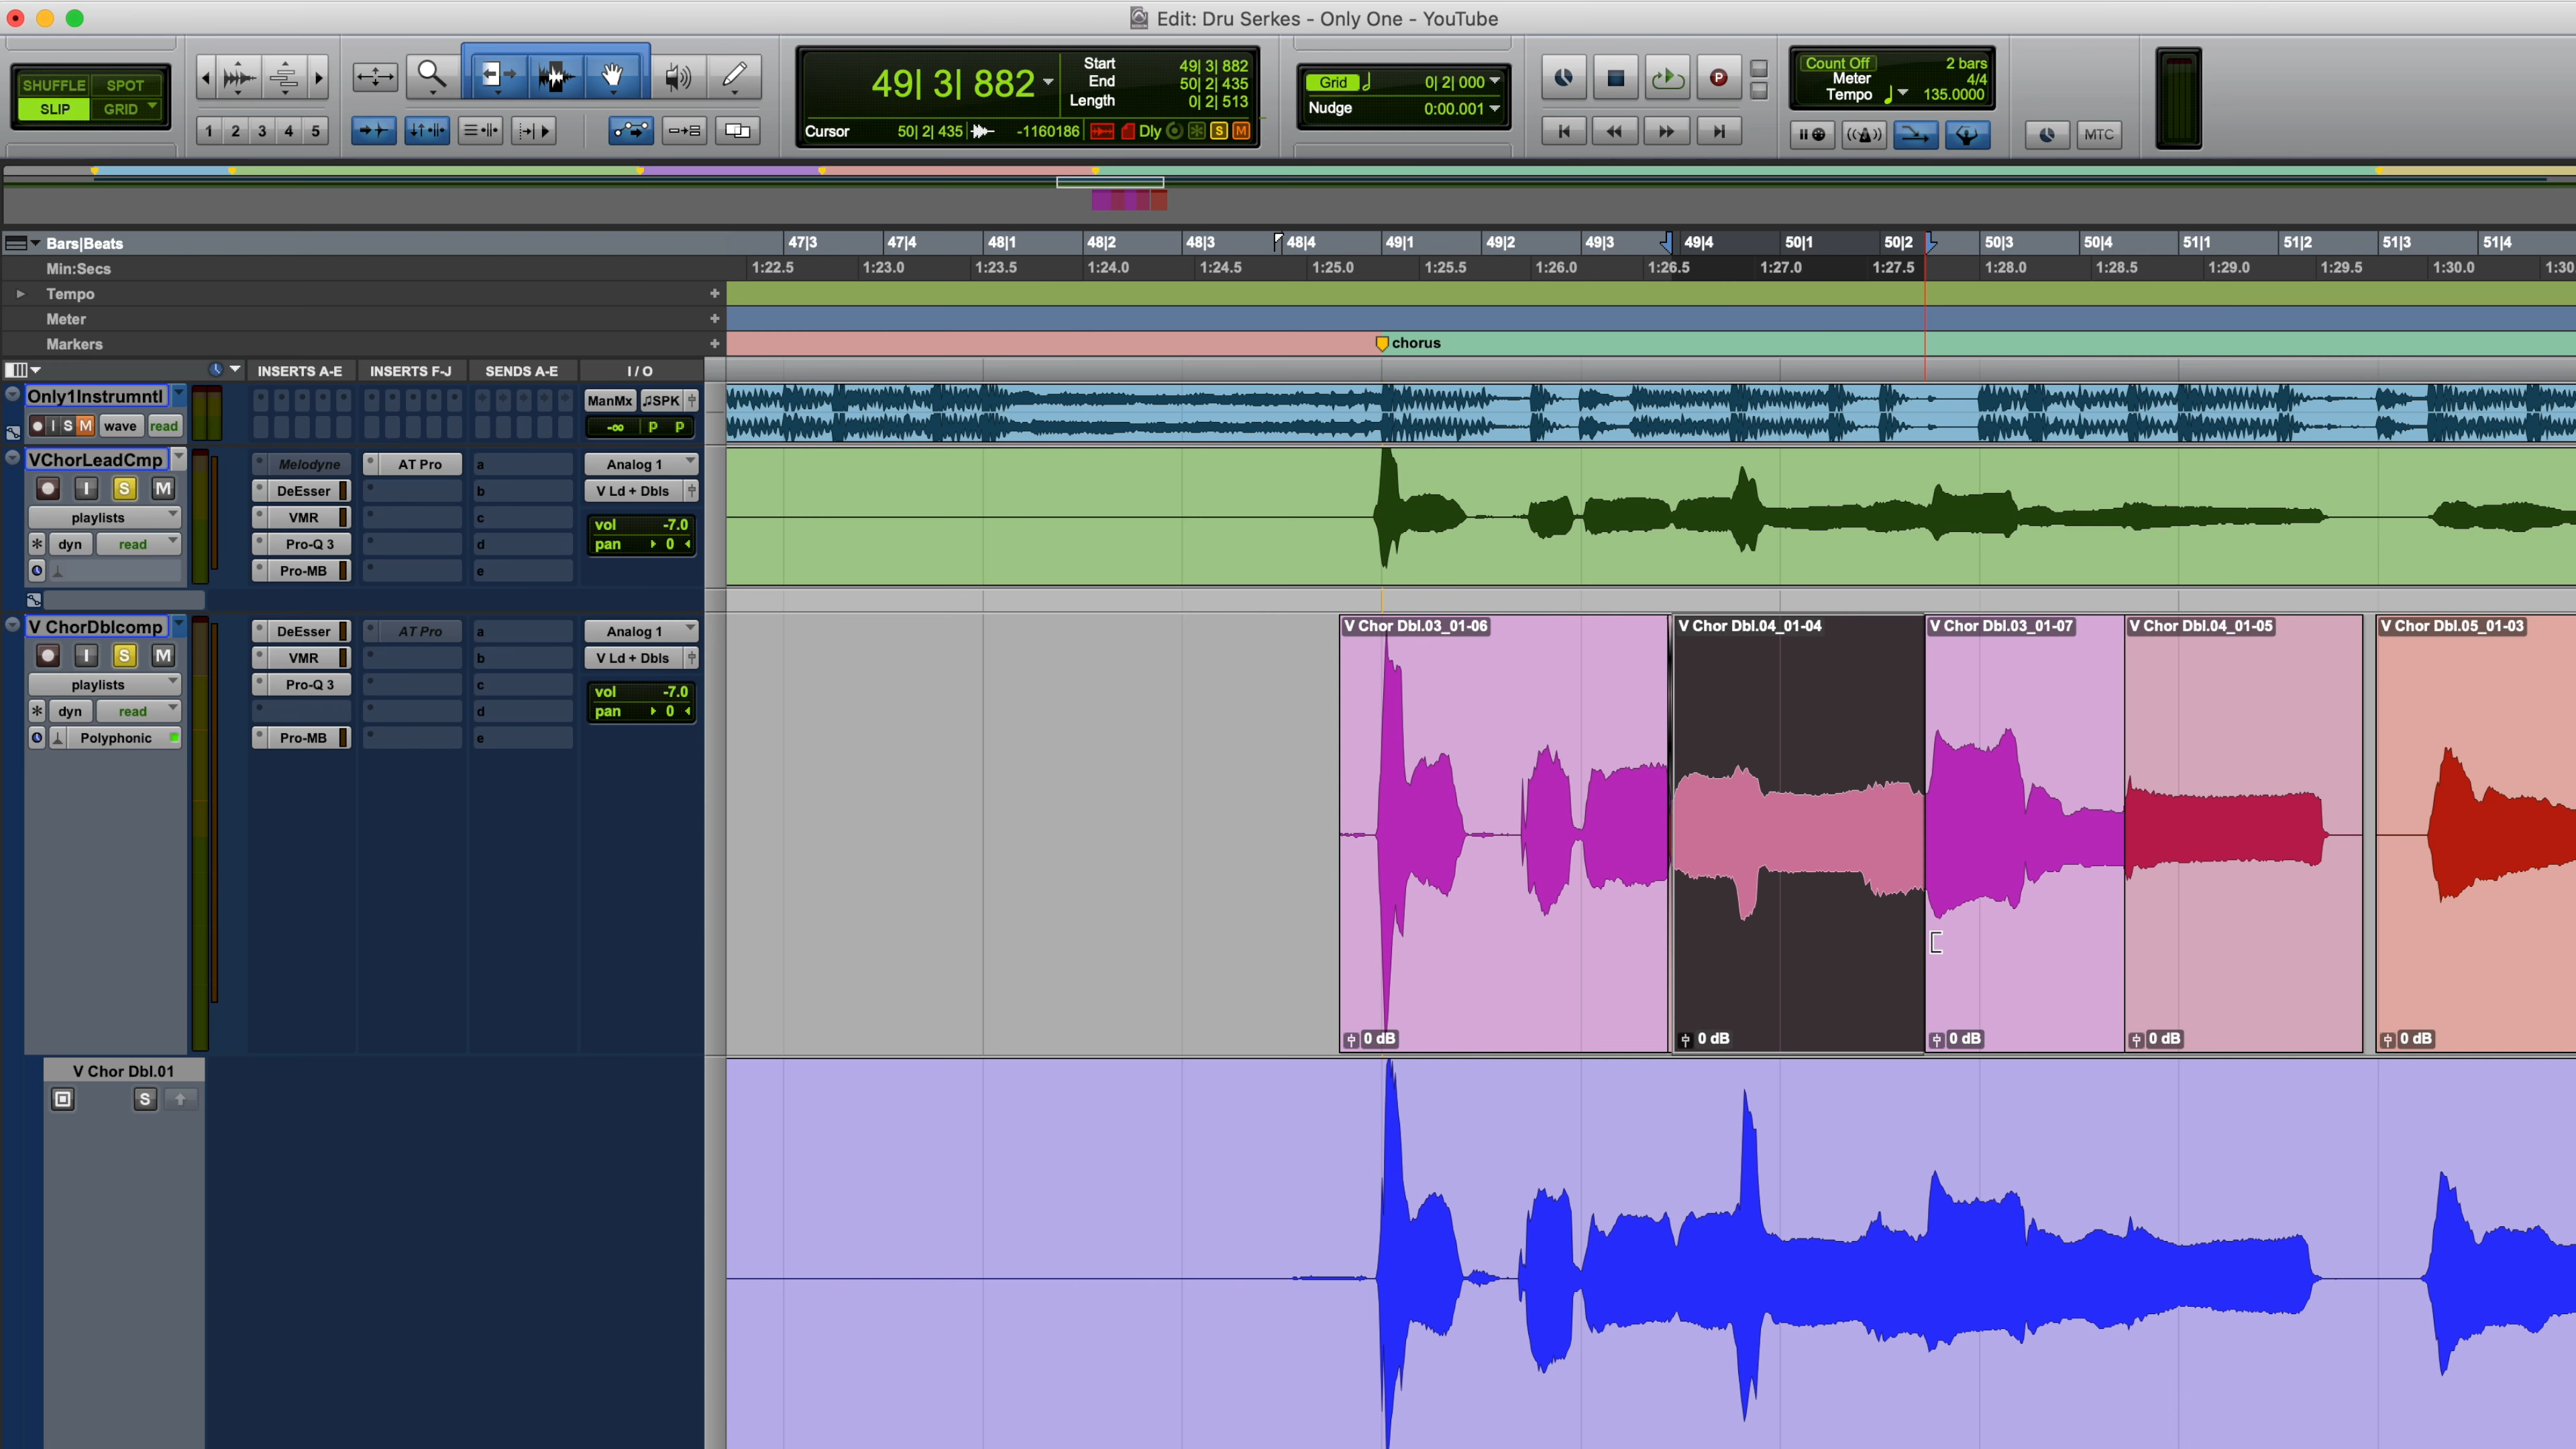 Edit: Dru Serkes - Only One - YouTube
SHUFFLE SPOT
SLIP GRID
1 2 3 4 5
49| 3| 882
Start 49| 3| 882
End 50| 2| 435
Length 0| 2| 513
Cursor 50| 2| 435 -1160186 Dly S M
Grid 0| 2| 000
Nudge 0:00.001
P
Count Off 2 bars
Meter 4/4
Tempo 135.0000
MTC
Bars|Beats 47|3 47|4 48|1 48|2 48|3 48|4 49|1 49|2 49|3 49|4 50|1 50|2 50|3 50|4 51|1 51|2 51|3 51|4
Min:Secs 1:22.5 1:23.0 1:23.5 1:24.0 1:24.5 1:25.0 1:25.5 1:26.0 1:26.5 1:27.0 1:27.5 1:28.0 1:28.5 1:29.0 1:29.5 1:30.0 1:30
Tempo
Meter
Markers chorus
INSERTS A-E INSERTS F-J SENDS A-E I / O
Only1Instrumntl ManMx SPK
I S M wave read -∞ P P
VChorLeadCmp Melodyne AT Pro a Analog 1
I S M DeEsser b V Ld + Dbls
playlists VMR c vol -7.0
dyn read Pro-Q 3 d pan 0
Pro-MB e
V ChorDblcomp DeEsser AT Pro a Analog 1
I S M VMR b V Ld + Dbls
playlists Pro-Q 3 c vol -7.0
dyn read d pan 0
Polyphonic Pro-MB e
V Chor Dbl.03_01-06 V Chor Dbl.04_01-04 V Chor Dbl.03_01-07 V Chor Dbl.04_01-05 V Chor Dbl.05_01-03
0 dB 0 dB 0 dB 0 dB 0 dB
V Chor Dbl.01
S